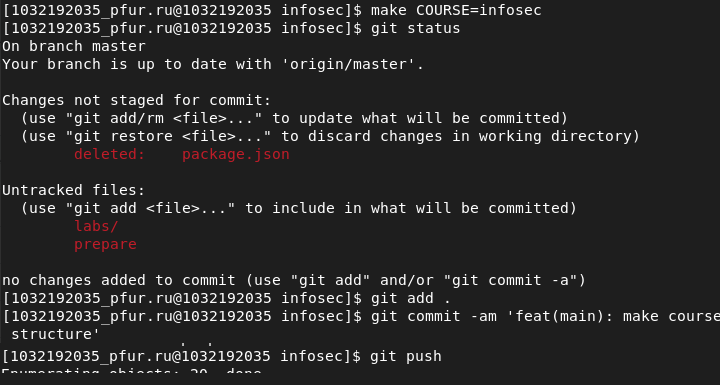 [1032192035_pfur.ru@1032192035 infosec]$ make COURSE=infosec
[1032192035_pfur.ru@1032192035 infosec]$ git status
On branch master
Your branch is up to date with 'origin/master'.
Changes not staged for commit:
(use "git add/rm <file>..." to update what will be committed)
(use "git restore <file>..." to discard changes in working directory)
deleted: package.json
Untracked files:
(use "git add <file>..." to include in what will be committed)
labs/
prepare
no changes added to commit (use "git add" and/or "git commit -a")
[1032192035_pfur.ru@1032192035 infosec]$ git add .
[1032192035_pfur.ru@1032192035 infosec]$ git commit -am 'feat(main): make course
structure'
[1032192035_pfur.ru@1032192035 infosec]$ git push
Enumerating objects: 20, done